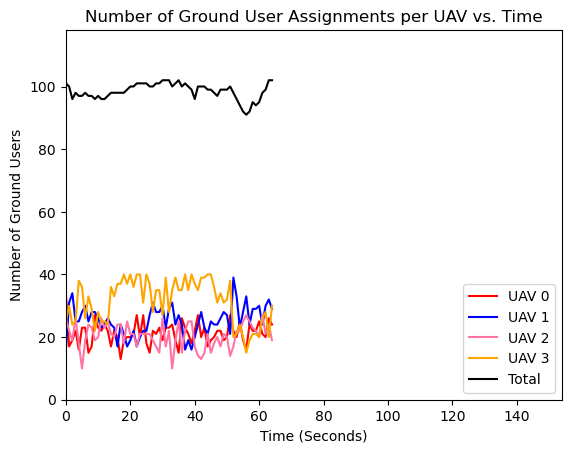 Number of Ground User Assignments per UAV vs. Time
Number of Ground Users
100
80
60
40
20
0
0 20 40 60 80 100 120 140
Time (Seconds)
UAV 0
UAV 1
UAV 2
UAV 3
Total